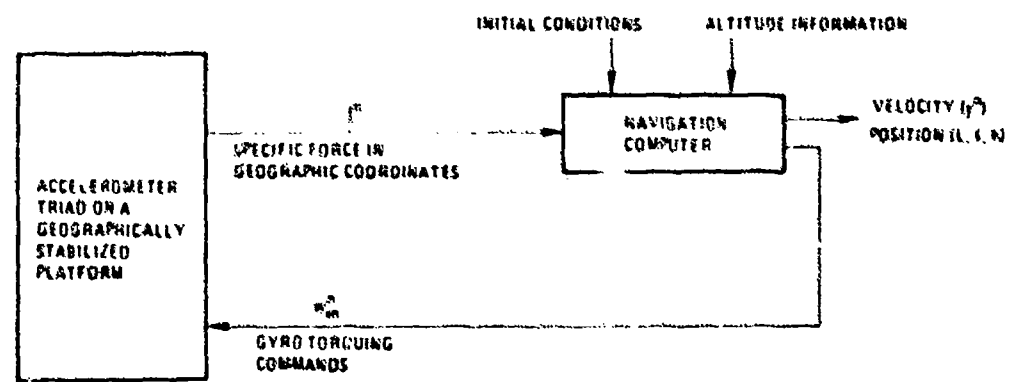 INITIAL CONDITIONS
ALTITUDE INFORMATION
NAVIGATION
COMPUTER
VELOCITY
POSITION
SPECIFIC FORCE IN
GEOGRAPHIC COORDINATES
ACCELEROMETER
TRIAD ON A
GEOGRAPHICALLY
STABILIZED
PLATFORM
GYRO TORQUING
COMMANDS